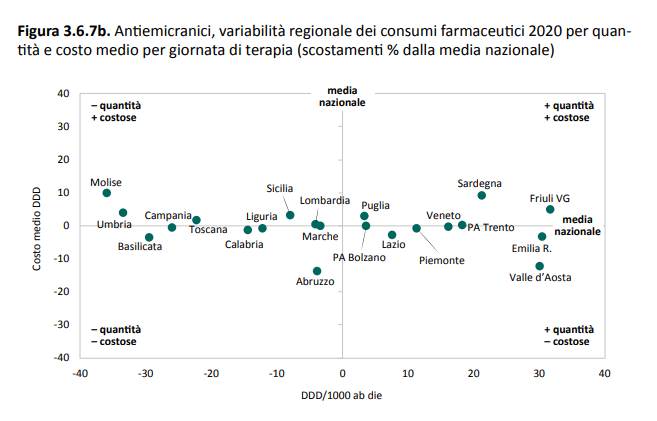 Figura 3.6.7b. Antiemicranici, variabilità regionale dei consumi farmaceutici 2020 per quan-
tità e costo medio per giornata di terapia (scostamenti % dalla media nazionale)
40
30
20
10
0
-10
-20
-30
-40
Costo medio DDD
– quantità
+ costose
media
nazionale
+ quantità
+ costose
Molise
Umbria
Basilicata
Campania
Toscana
Calabria
Liguria
Sicilia
Lombardia
Marche
Abruzzo
Puglia
PA Bolzano
Lazio
Piemonte
Veneto
PA Trento
Sardegna
Friuli VG
media
nazionale
Emilia R.
Valle d’Aosta
– quantità
– costose
+ quantità
– costose
-40
-30
-20
-10
0
10
20
30
40
DDD/1000 ab die